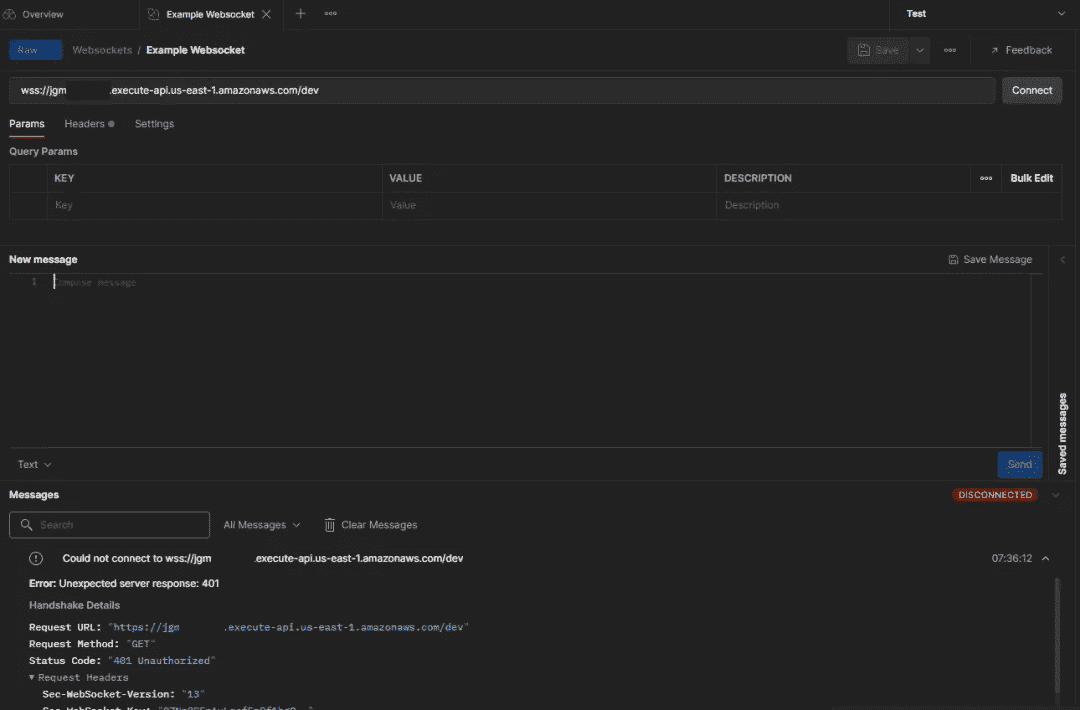 Overview
Example Websocket
Test
Raw
Websockets / Example Websocket
Save
Feedback
wss://jgm .execute-api.us-east-1.amazonaws.com/dev
Connect
Params Headers Settings
Query Params
KEY VALUE DESCRIPTION Bulk Edit
Key Value Description
New message
Save Message
1 Compose message
Saved messages
Text
Send
Messages
DISCONNECTED
Search
All Messages
Clear Messages
Could not connect to wss://jgm .execute-api.us-east-1.amazonaws.com/dev
07:36:12
Error: Unexpected server response: 401
Handshake Details
Request URL: "https://jgm .execute-api.us-east-1.amazonaws.com/dev"
Request Method: "GET"
Status Code: "401 Unauthorized"
Request Headers
Sec-WebSocket-Version: "13"
Sec-WebSocket-Key: